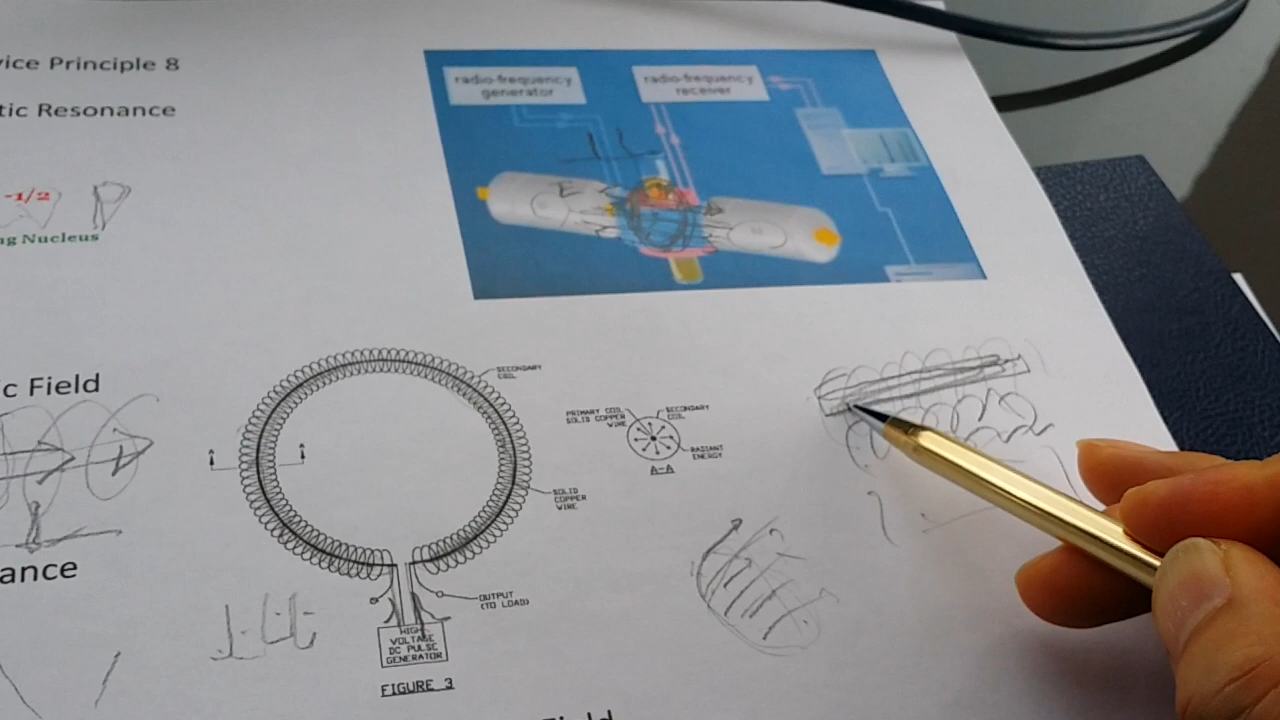 vice Principle 8
tic Resonance
-1/2
ng Nucleus
radio-frequency
generator
radio-frequency
receiver
c Field
SECONDARY
COIL
PRIMARY COIL
SOLID COPPER
WIRE
SECONDARY
COIL
RADIANT
ENERGY
A-A
A
A
SOLID
COPPER
WIRE
ance
OUTPUT
(TO LOAD)
HIGH
VOLTAGE
DC PULSE
GENERATOR
FIGURE 3
Field